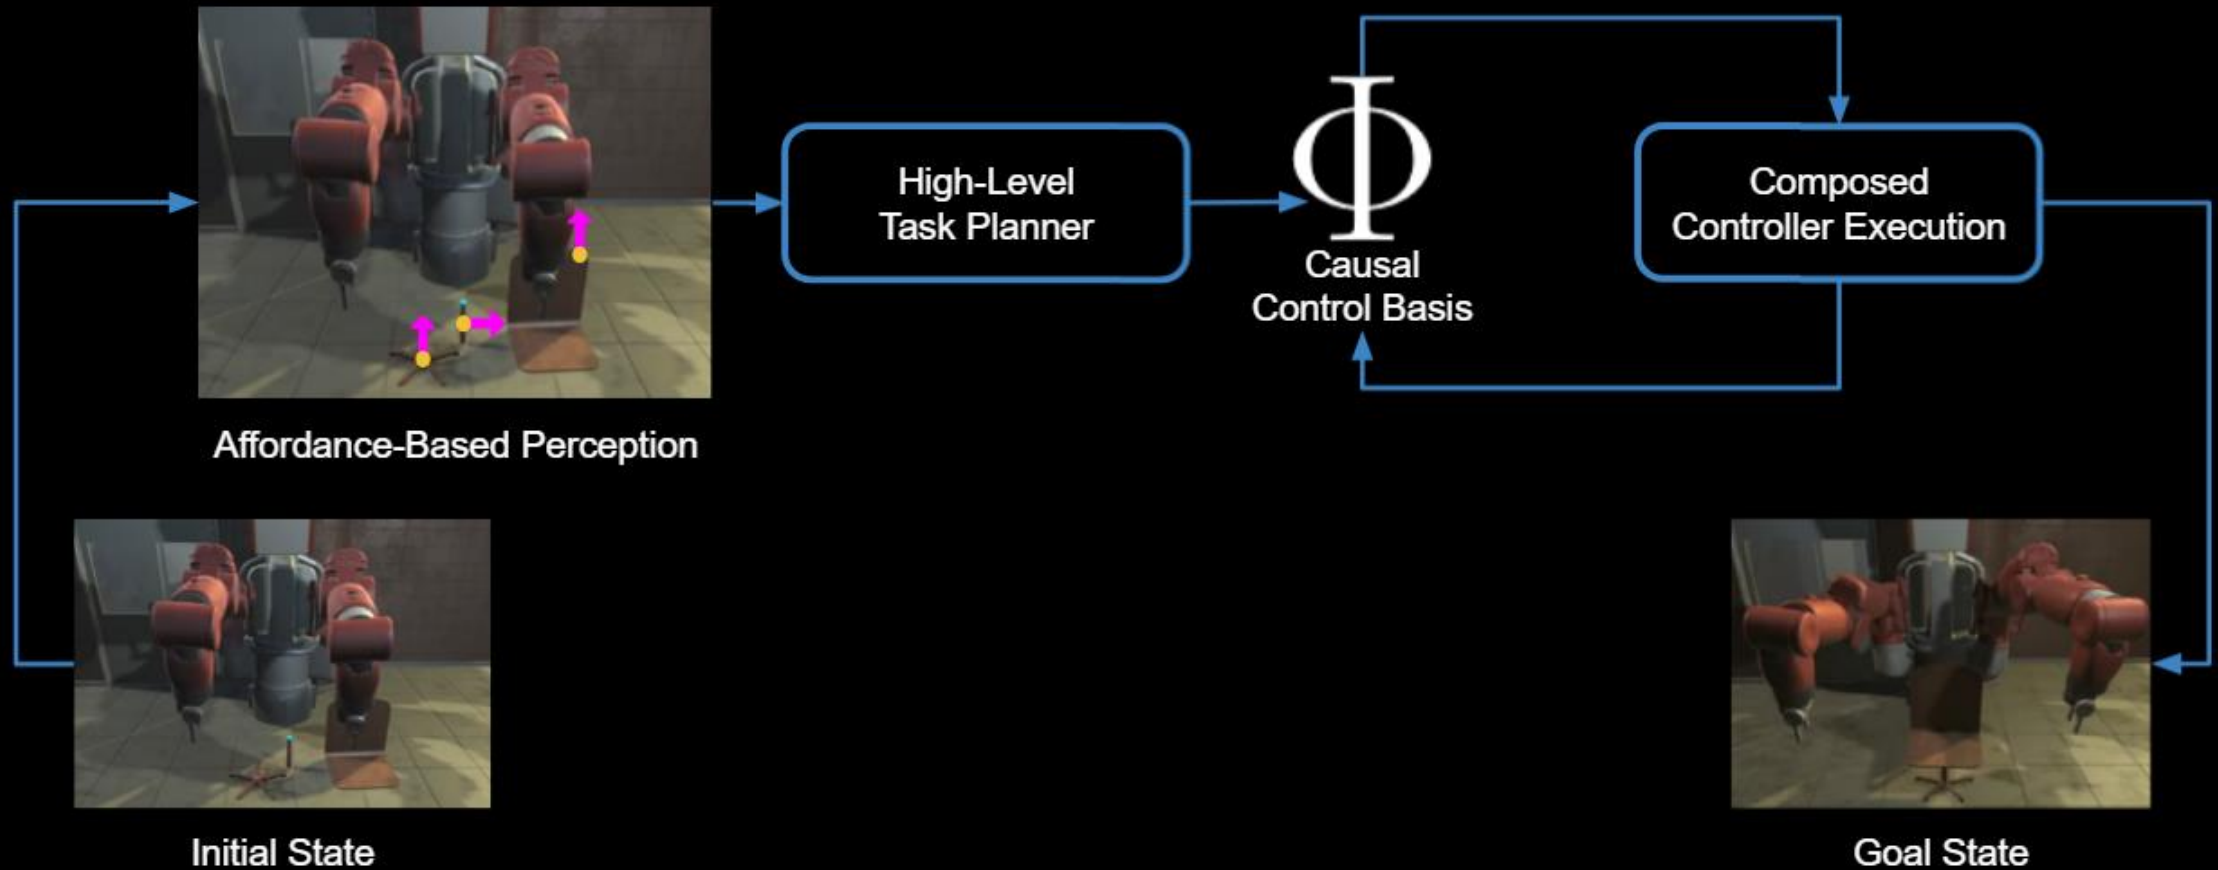 High-Level
Task Planner
Φ
Causal
Control Basis
Composed
Controller Execution
Affordance-Based Perception
Initial State
Goal State